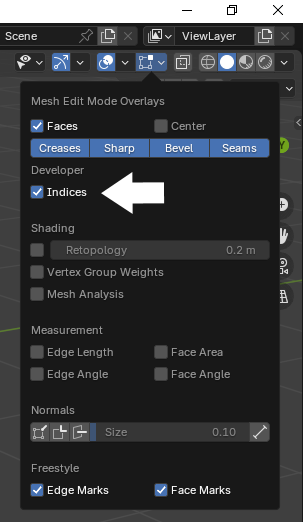 Scene ViewLayer
Mesh Edit Mode Overlays
Faces Center
Creases Sharp Bevel Seams
Developer
Indices
Shading
Retopology 0.2 m
Vertex Group Weights
Mesh Analysis
Measurement
Edge Length Face Area
Edge Angle Face Angle
Normals
Size 0.10
Freestyle
Edge Marks Face Marks